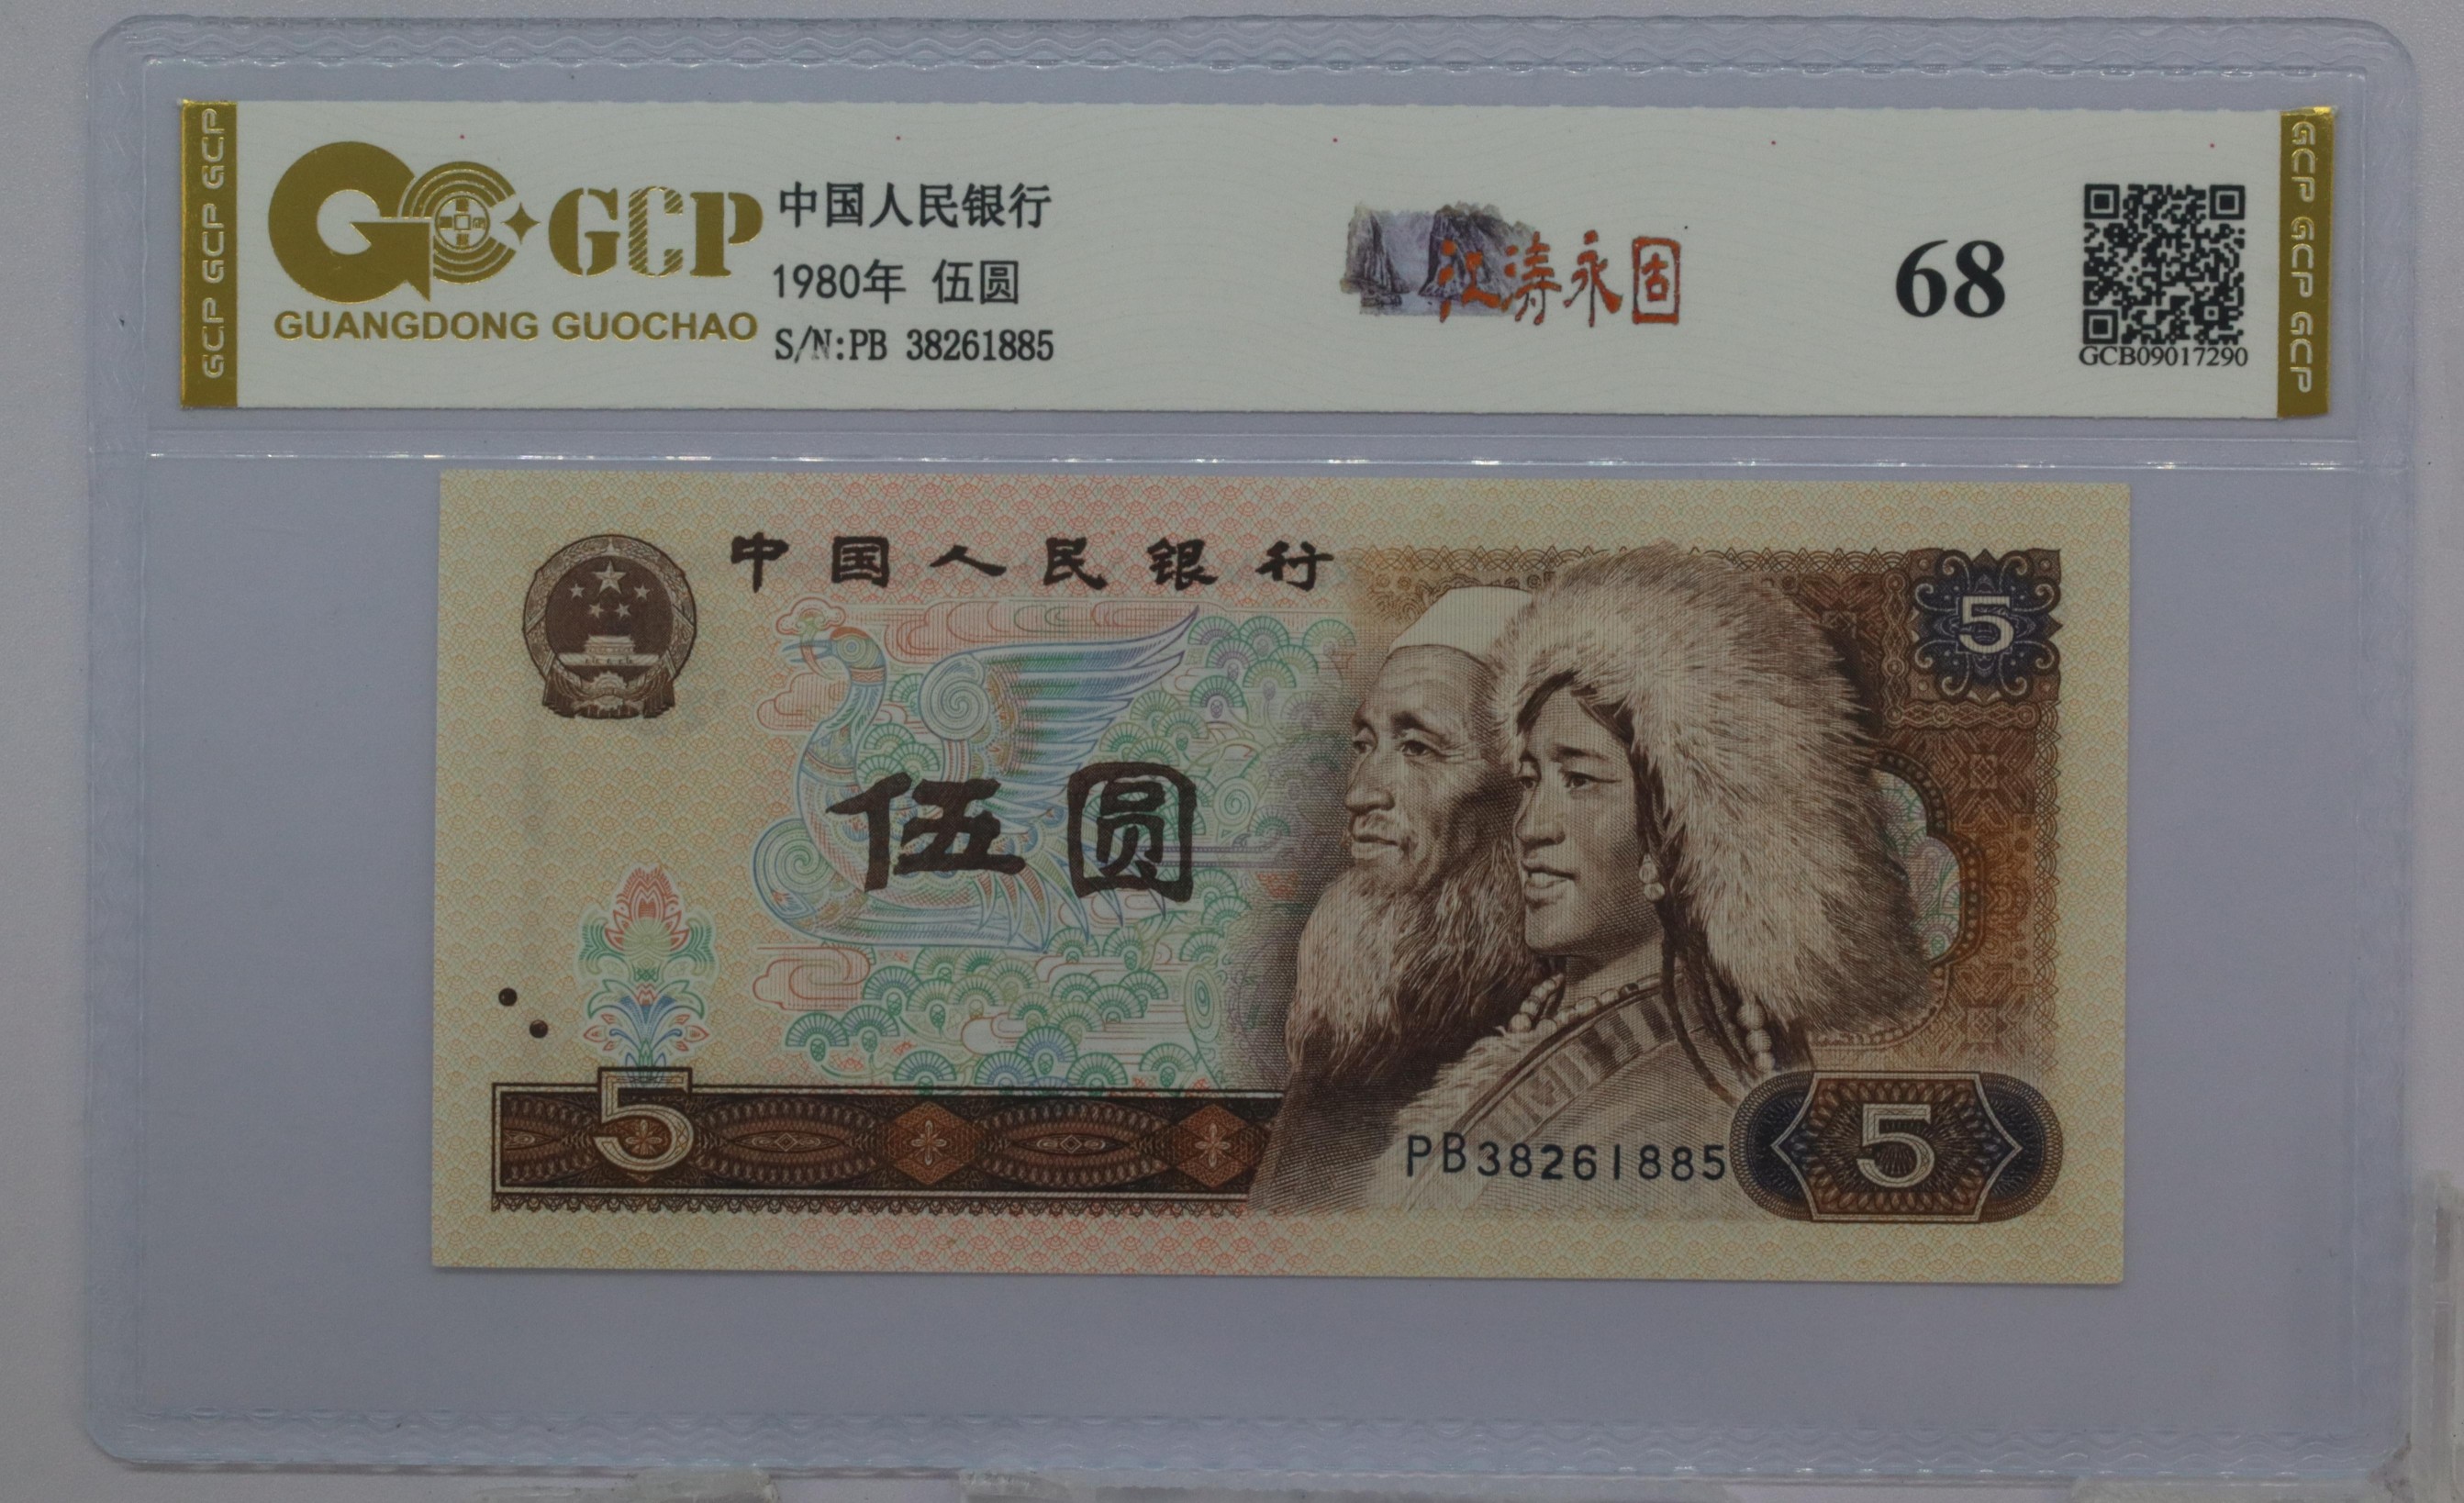 GCP GCP GCP
GCP
GUANGDONG GUOCHAO
中国人民银行
1980年 伍圆
S/N:PB 38261885
江涛永固
68
GCB09017290
GCP GCP GCP GCP
中国人民银行
5
伍圆
5
PB38261885
5